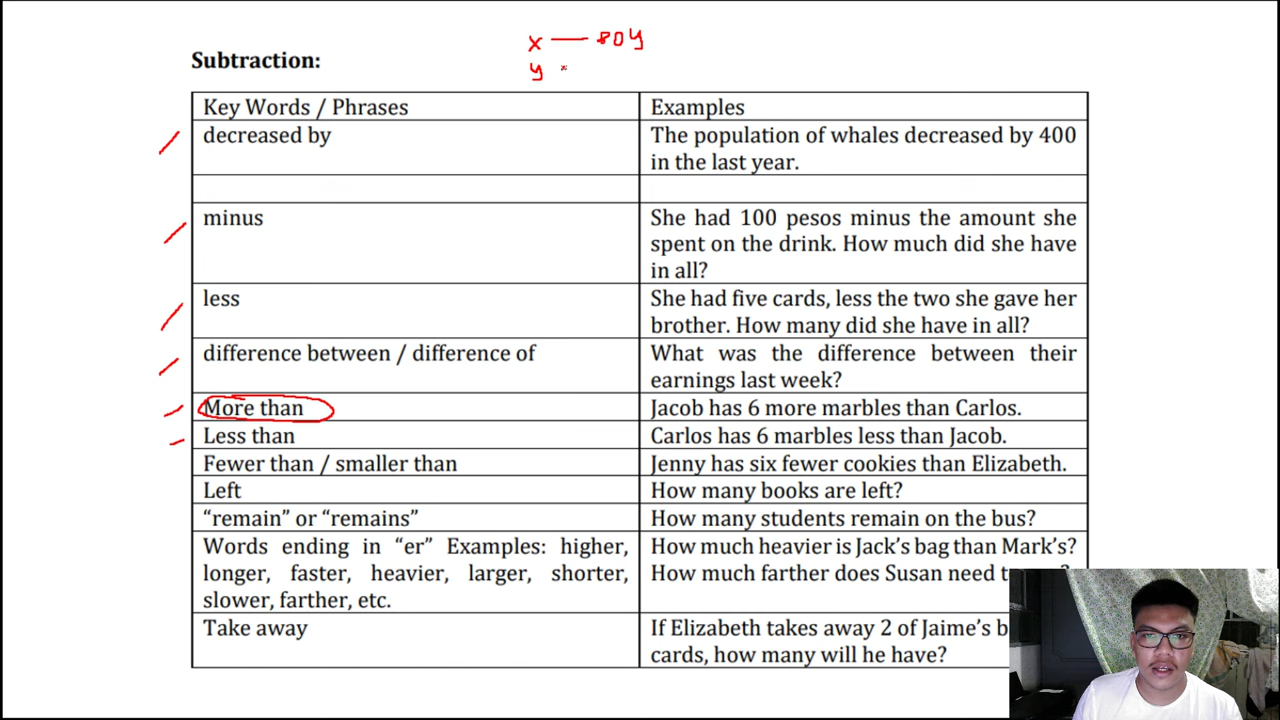 x — BOY
y
Subtraction:
Key Words / Phrases
Examples
decreased by
The population of whales decreased by 400
in the last year.
minus
She had 100 pesos minus the amount she
spent on the drink. How much did she have
in all?
less
She had five cards, less the two she gave her
brother. How many did she have in all?
difference between / difference of
What was the difference between their
earnings last week?
More than
Jacob has 6 more marbles than Carlos.
Less than
Carlos has 6 marbles less than Jacob.
Fewer than / smaller than
Jenny has six fewer cookies than Elizabeth.
Left
How many books are left?
“remain” or “remains”
How many students remain on the bus?
Words ending in “er” Examples: higher,
longer, faster, heavier, larger, shorter,
slower, farther, etc.
How much heavier is Jack’s bag than Mark’s?
How much farther does Susan need
Take away
If Elizabeth takes away 2 of Jaime’s
cards, how many will he have?